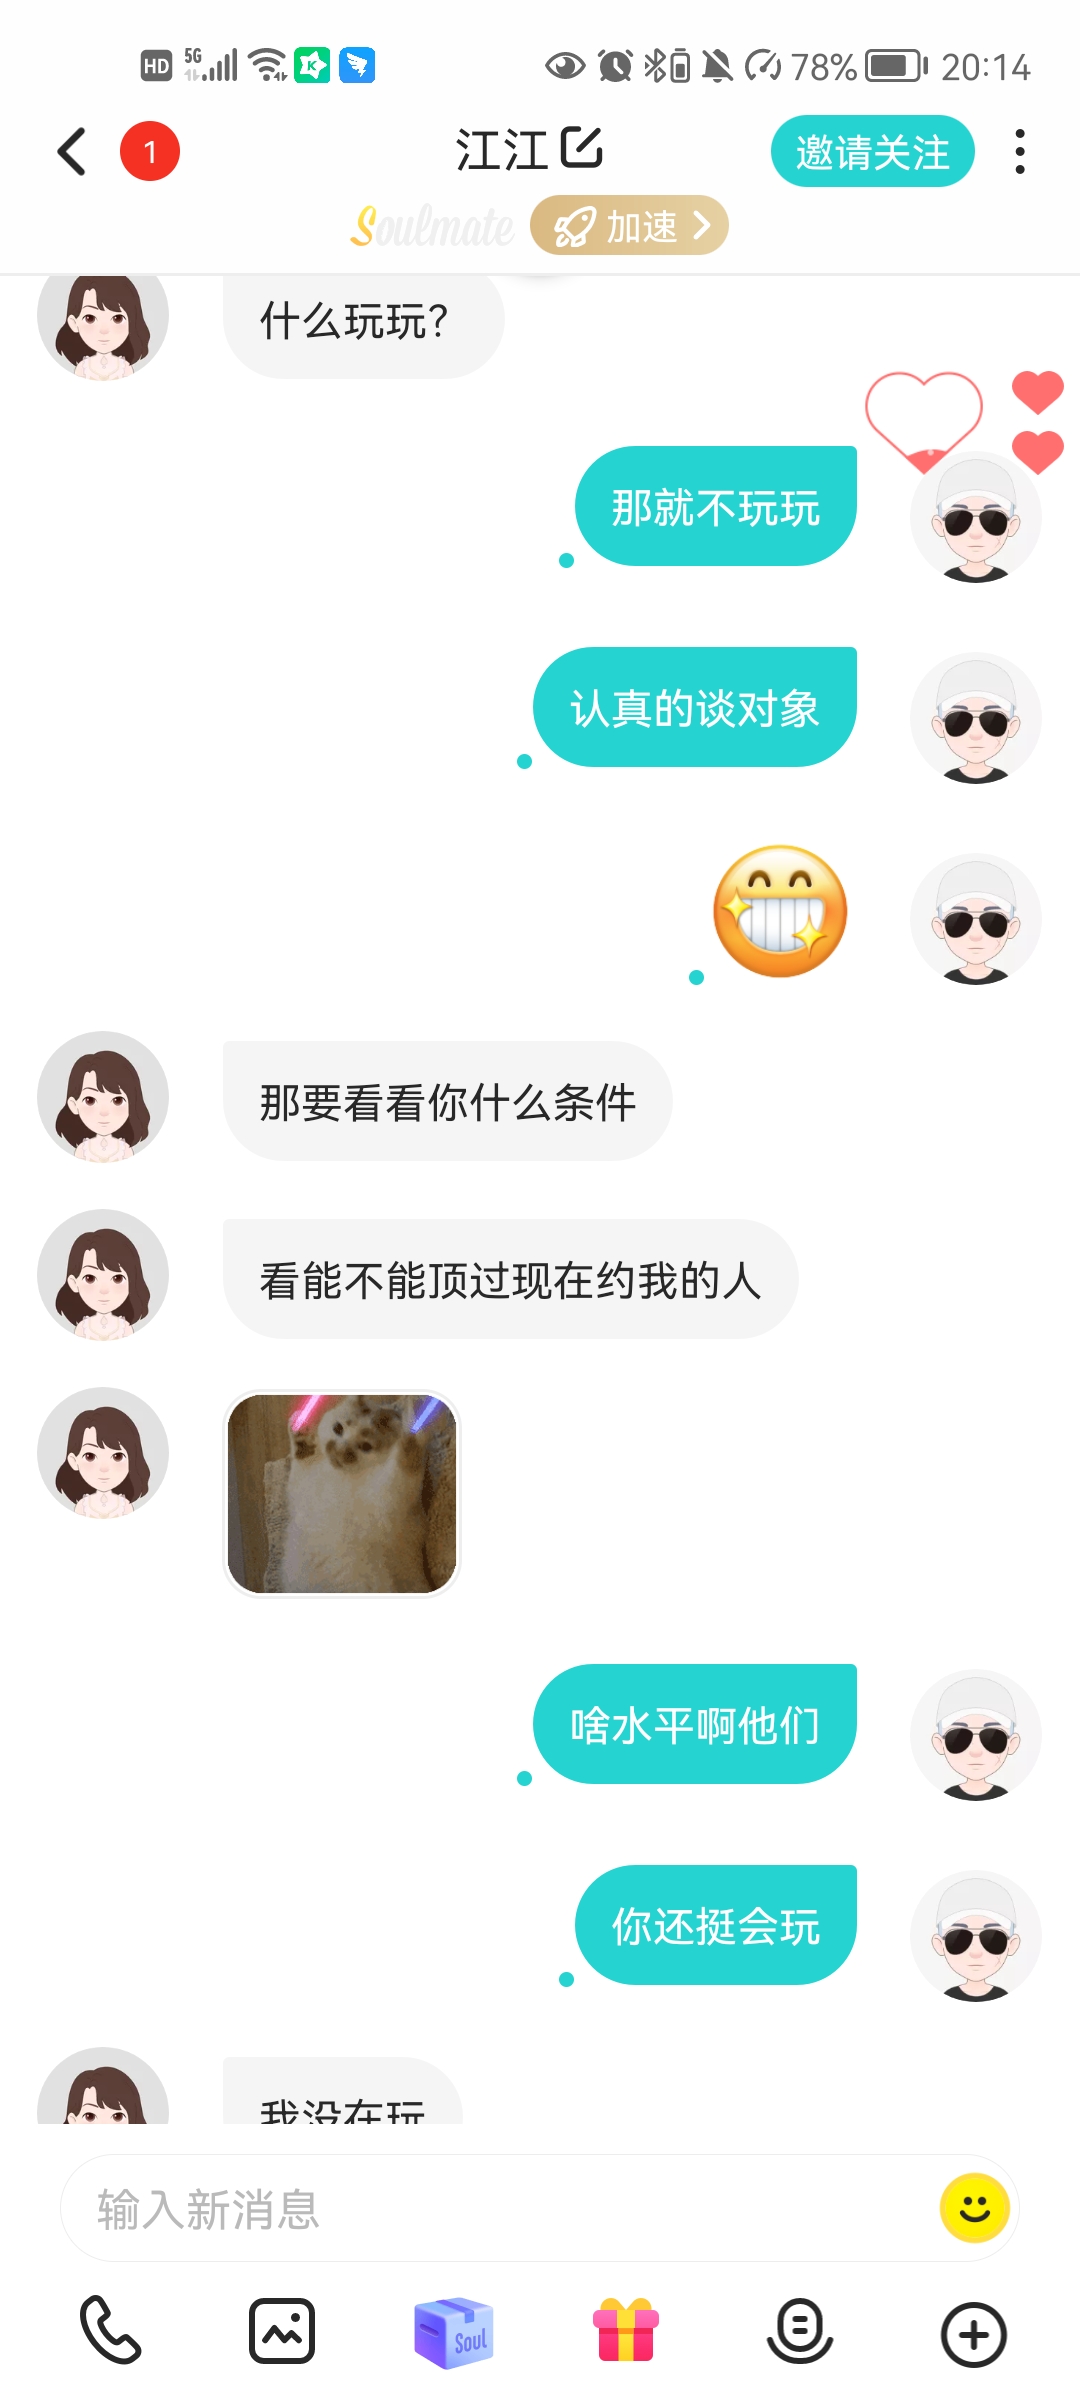 HD 5G 78% 20:14
1 江江 邀请关注
Soulmate 加速
什么玩玩?
那就不玩玩
认真的谈对象
那要看看你什么条件
看能不能顶过现在约我的人
啥水平啊他们
你还挺会玩
我没在玩
输入新消息
Soul